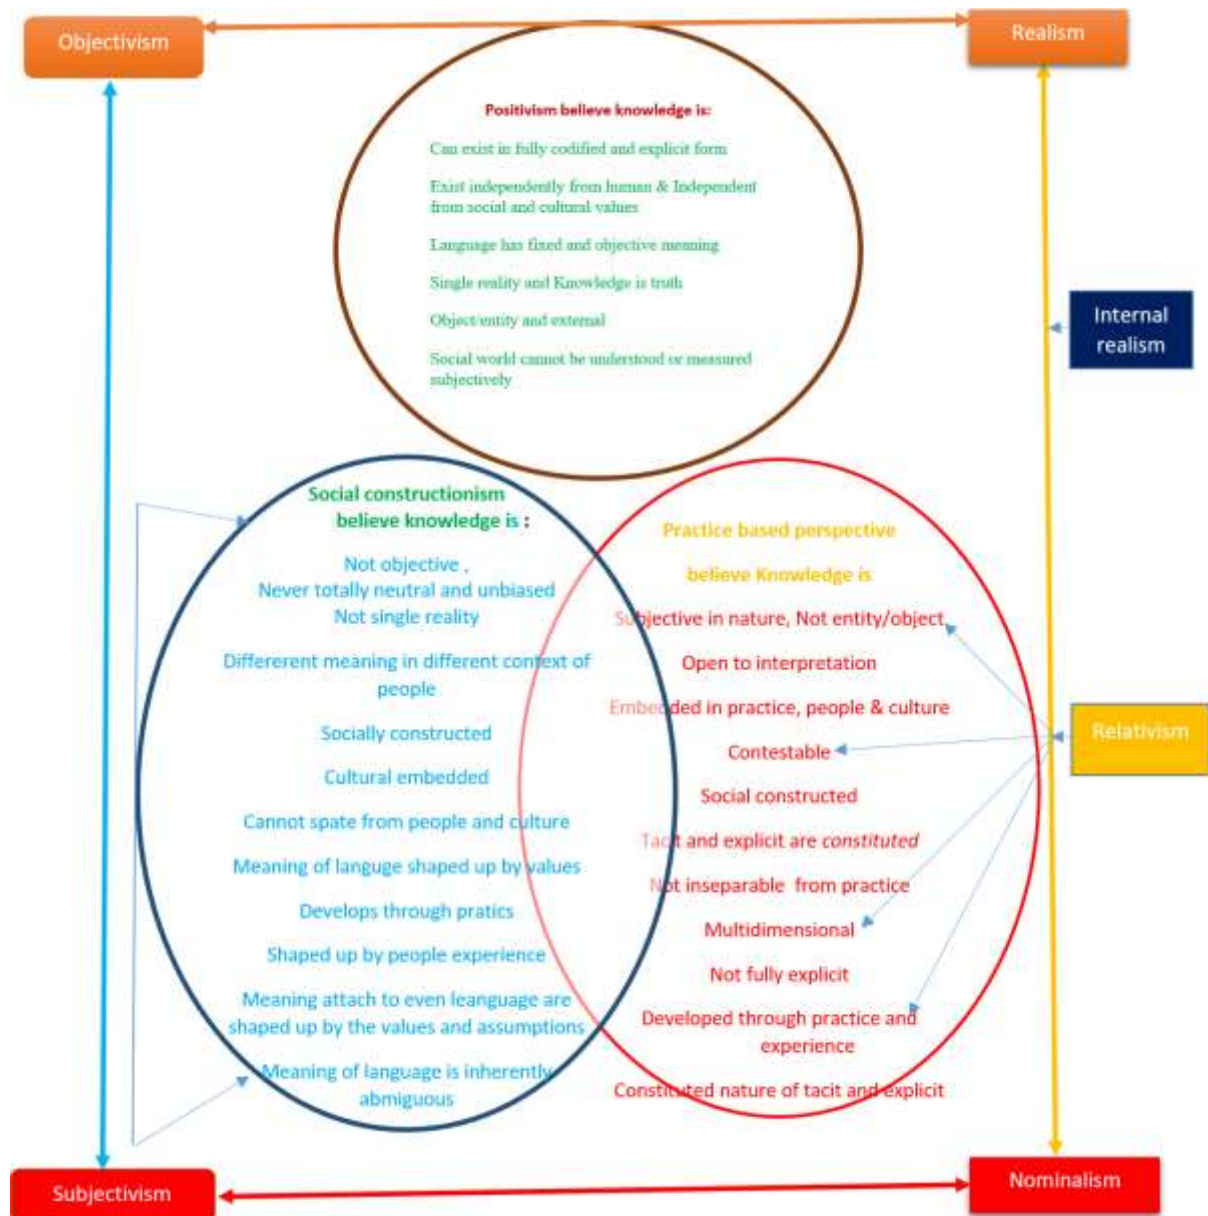 Objectivism
Realism
Positivism believe knowledge is:
Can exist in fully codified and explicit form
Exist independently from human & Independent
from social and cultural values
Language has fixed and objective meaning
Single reality and Knowledge is truth
Object/entity and external
Social world cannot be understood or measured
subjectively
Internal
realism
Social constructionism
believe knowledge is :
Not objective ,
Never totally neutral and unbiased
Not single reality
Differerent meaning in different context of
people
Socially constructed
Cultural embedded
Cannot spate from people and culture
Meaning of languge shaped up by values
Develops through pratics
Shaped up by people experience
Meaning attach to even leanguage are
shaped up by the values and assumptions
Meaning of language is inherently
abmiguous
Practice based perspective
believe Knowledge is
Subjective in nature, Not entity/object
Open to interpretation
Embedded in practice, people & culture
Contestable
Social constructed
Tacit and explicit are constituted
Not inseparable from practice
Multidimensional
Not fully explicit
Developed through practice and
experience
Constituted nature of tacit and explicit
Relativism
Subjectivism
Nominalism